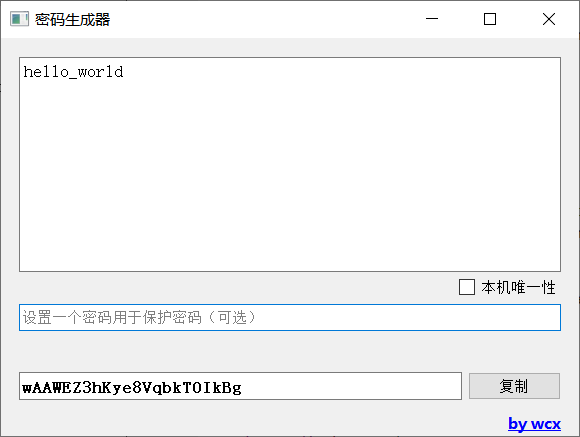 密码生成器
hello_world
本机唯一性
设置一个密码用于保护密码（可选）
wAAWEZ3hKye8VqbkT0IkBg
复制
by wcx